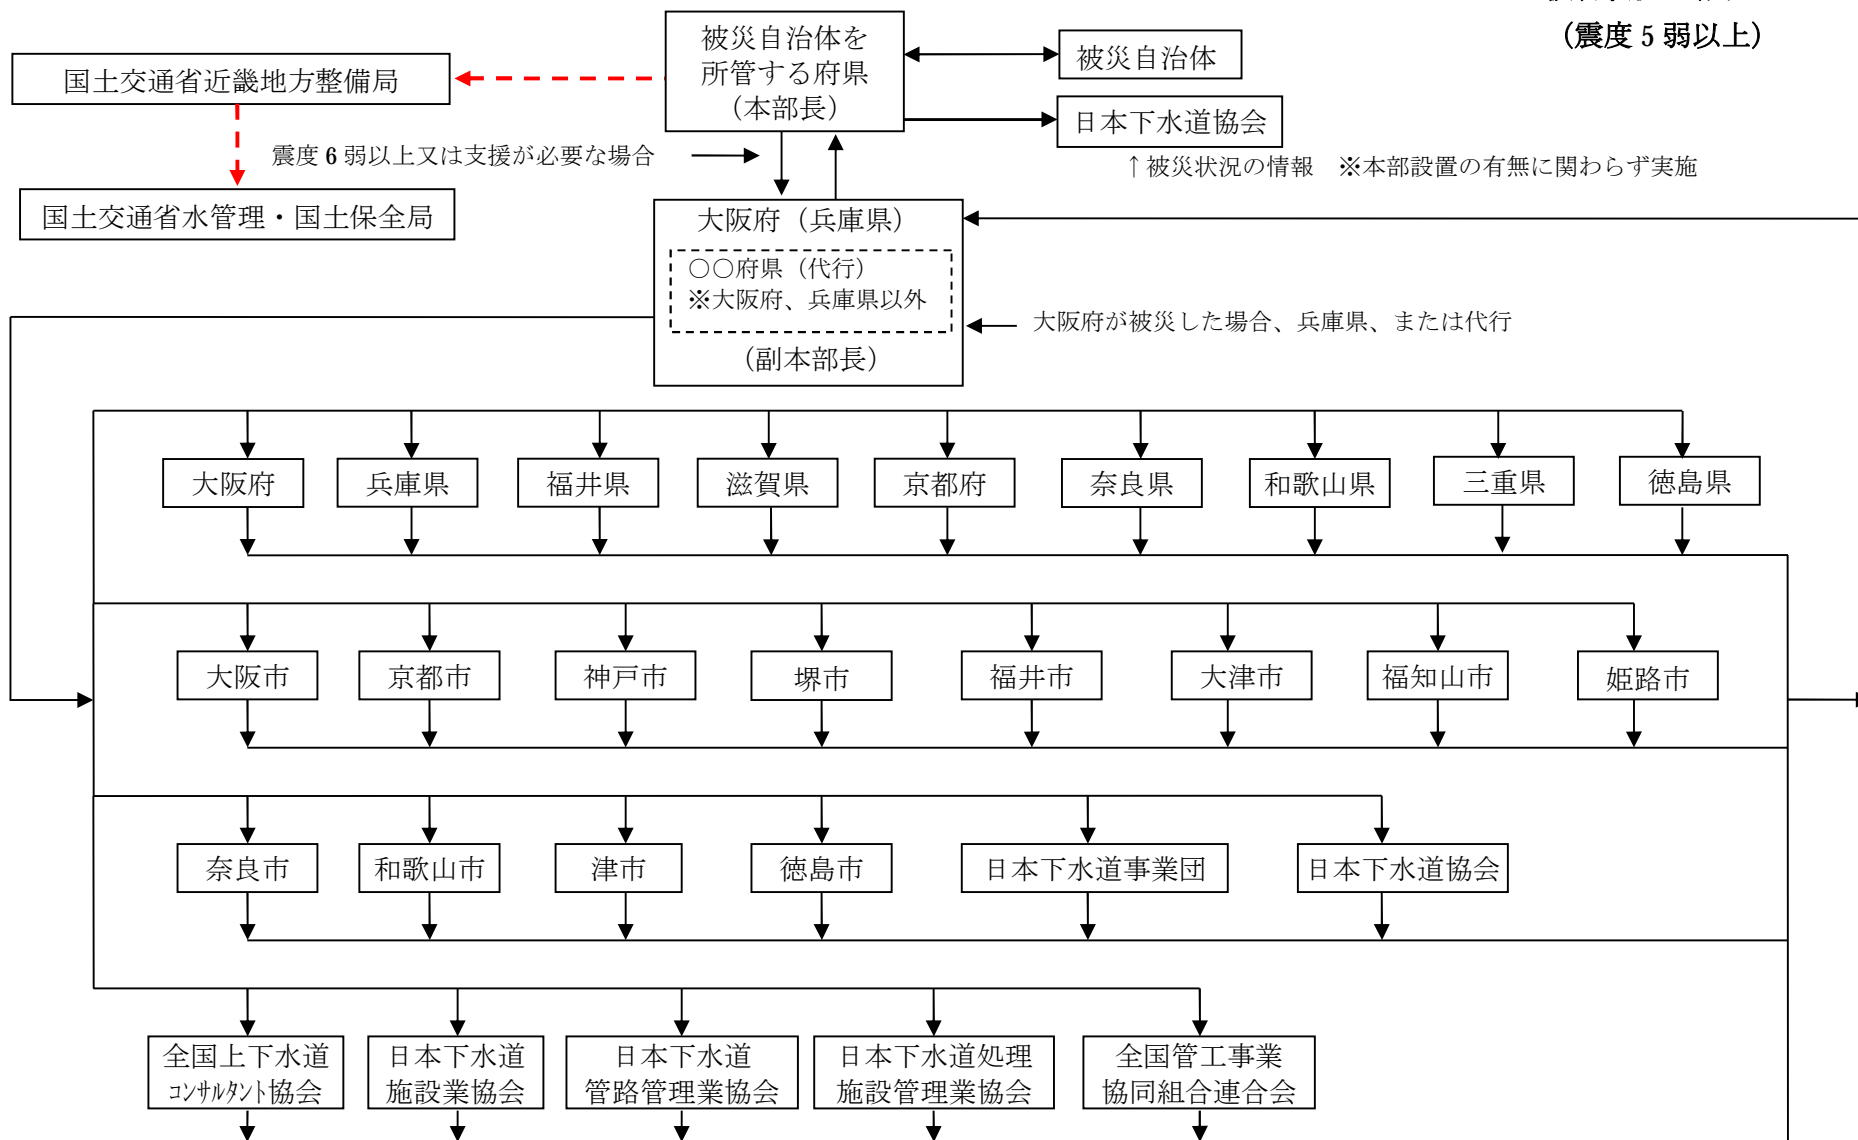 (震度 5 弱以上)
被災自治体を
所管する府県
(本部長)
被災自治体
国土交通省近畿地方整備局
日本下水道協会
震度 6 弱以上又は支援が必要な場合
↑被災状況の情報　※本部設置の有無に関わらず実施
国土交通省水管理・国土保全局
大阪府（兵庫県）
○○府県（代行）
※大阪府、兵庫県以外
大阪府が被災した場合、兵庫県、または代行
(副本部長)
大阪府
兵庫県
福井県
滋賀県
京都府
奈良県
和歌山県
三重県
徳島県
大阪市
京都市
神戸市
堺市
福井市
大津市
福知山市
姫路市
奈良市
和歌山市
津市
徳島市
日本下水道事業団
日本下水道協会
全国上下水道
ｺﾝｻﾙﾀﾝﾄ協会
日本下水道
施設業協会
日本下水道
管路管理業協会
日本下水道処理
施設管理業協会
全国管工事業
協同組合連合会